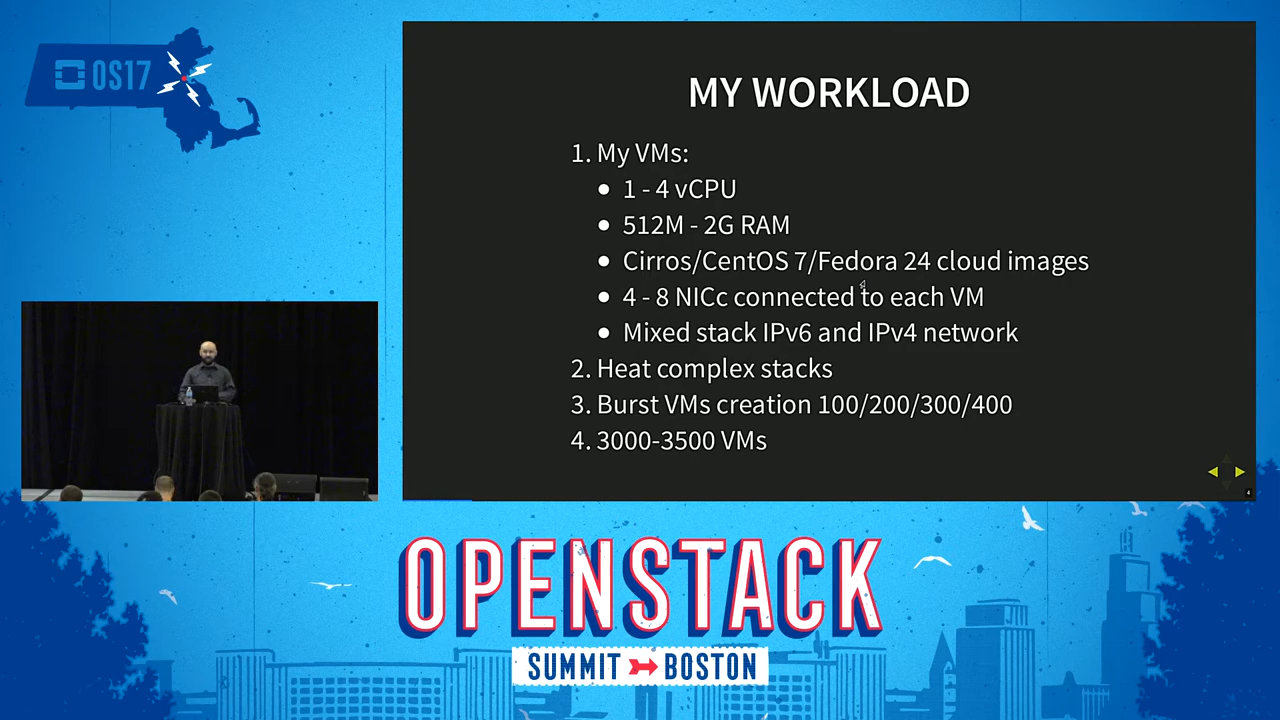 OS17
MY WORKLOAD
1. My VMs:
• 1 - 4 vCPU
• 512M - 2G RAM
• Cirros/CentOS 7/Fedora 24 cloud images
• 4 - 8 NICc connected to each VM
• Mixed stack IPv6 and IPv4 network
2. Heat complex stacks
3. Burst VMs creation 100/200/300/400
4. 3000-3500 VMs
4
OPENSTACK
SUMMIT BOSTON